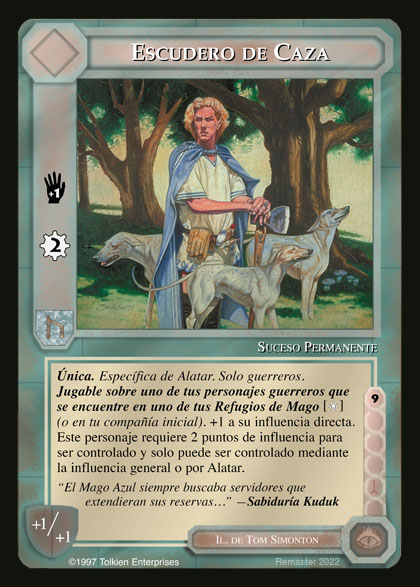 Escudero de Caza
+1
2
Suceso Permanente
Única. Específica de Alatar. Solo guerreros.
Jugable sobre uno de tus personajes guerreros que
se encuentre en uno de tus Refugios de Mago [ ]
(o en tu compañía inicial). +1 a su influencia directa.
Este personaje requiere 2 puntos de influencia para
ser controlado y solo puede ser controlado mediante
la influencia general o por Alatar.
“El Mago Azul siempre buscaba servidores que
extendieran sus reservas…” —Sabiduría Kuduk
9
+1/+1
Il. de Tom Simonton
©1997 Tolkien Enterprises
Remaster 2022